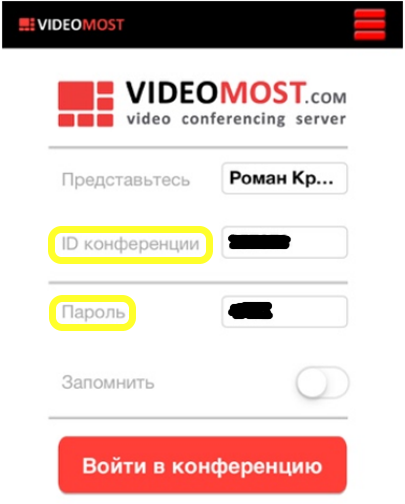 VIDEOMOST
VIDEOMOST.COM
video conferencing server
Представьтесь Роман Кр...
ID конференции
Пароль
Запомнить
Войти в конференцию